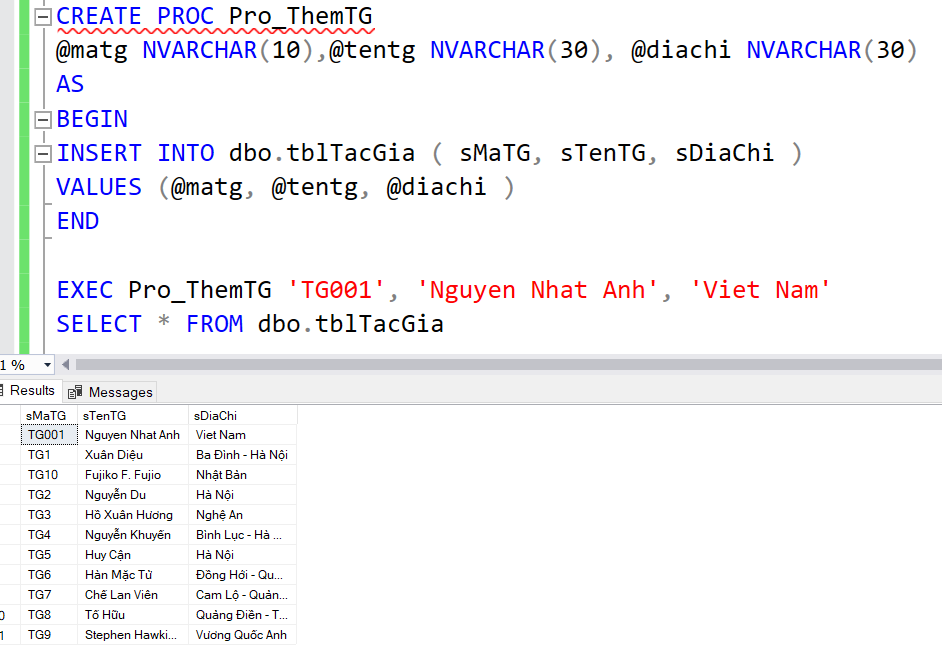 CREATE PROC Pro_ThemTG
@matg NVARCHAR(10),@tentg NVARCHAR(30), @diachi NVARCHAR(30)
AS
BEGIN
INSERT INTO dbo.tblTacGia ( sMaTG, sTenTG, sDiaChi )
VALUES (@matg, @tentg, @diachi )
END
EXEC Pro_ThemTG 'TG001', 'Nguyen Nhat Anh', 'Viet Nam'
SELECT * FROM dbo.tblTacGia
1 %
Results Messages
sMaTG sTenTG sDiaChi
TG001 Nguyen Nhat Anh Viet Nam
TG1 Xuân Diệu Ba Đình - Hà Nội
TG10 Fujiko F. Fujio Nhật Bản
TG2 Nguyễn Du Hà Nội
TG3 Hồ Xuân Hương Nghệ An
TG4 Nguyễn Khuyến Bình Lục - Hà ...
TG5 Huy Cận Hà Nội
TG6 Hàn Mặc Tử Đồng Hới - Qu...
TG7 Chế Lan Viên Cam Lộ - Quản...
0 TG8 Tố Hữu Quảng Điền - T...
1 TG9 Stephen Hawki... Vương Quốc Anh